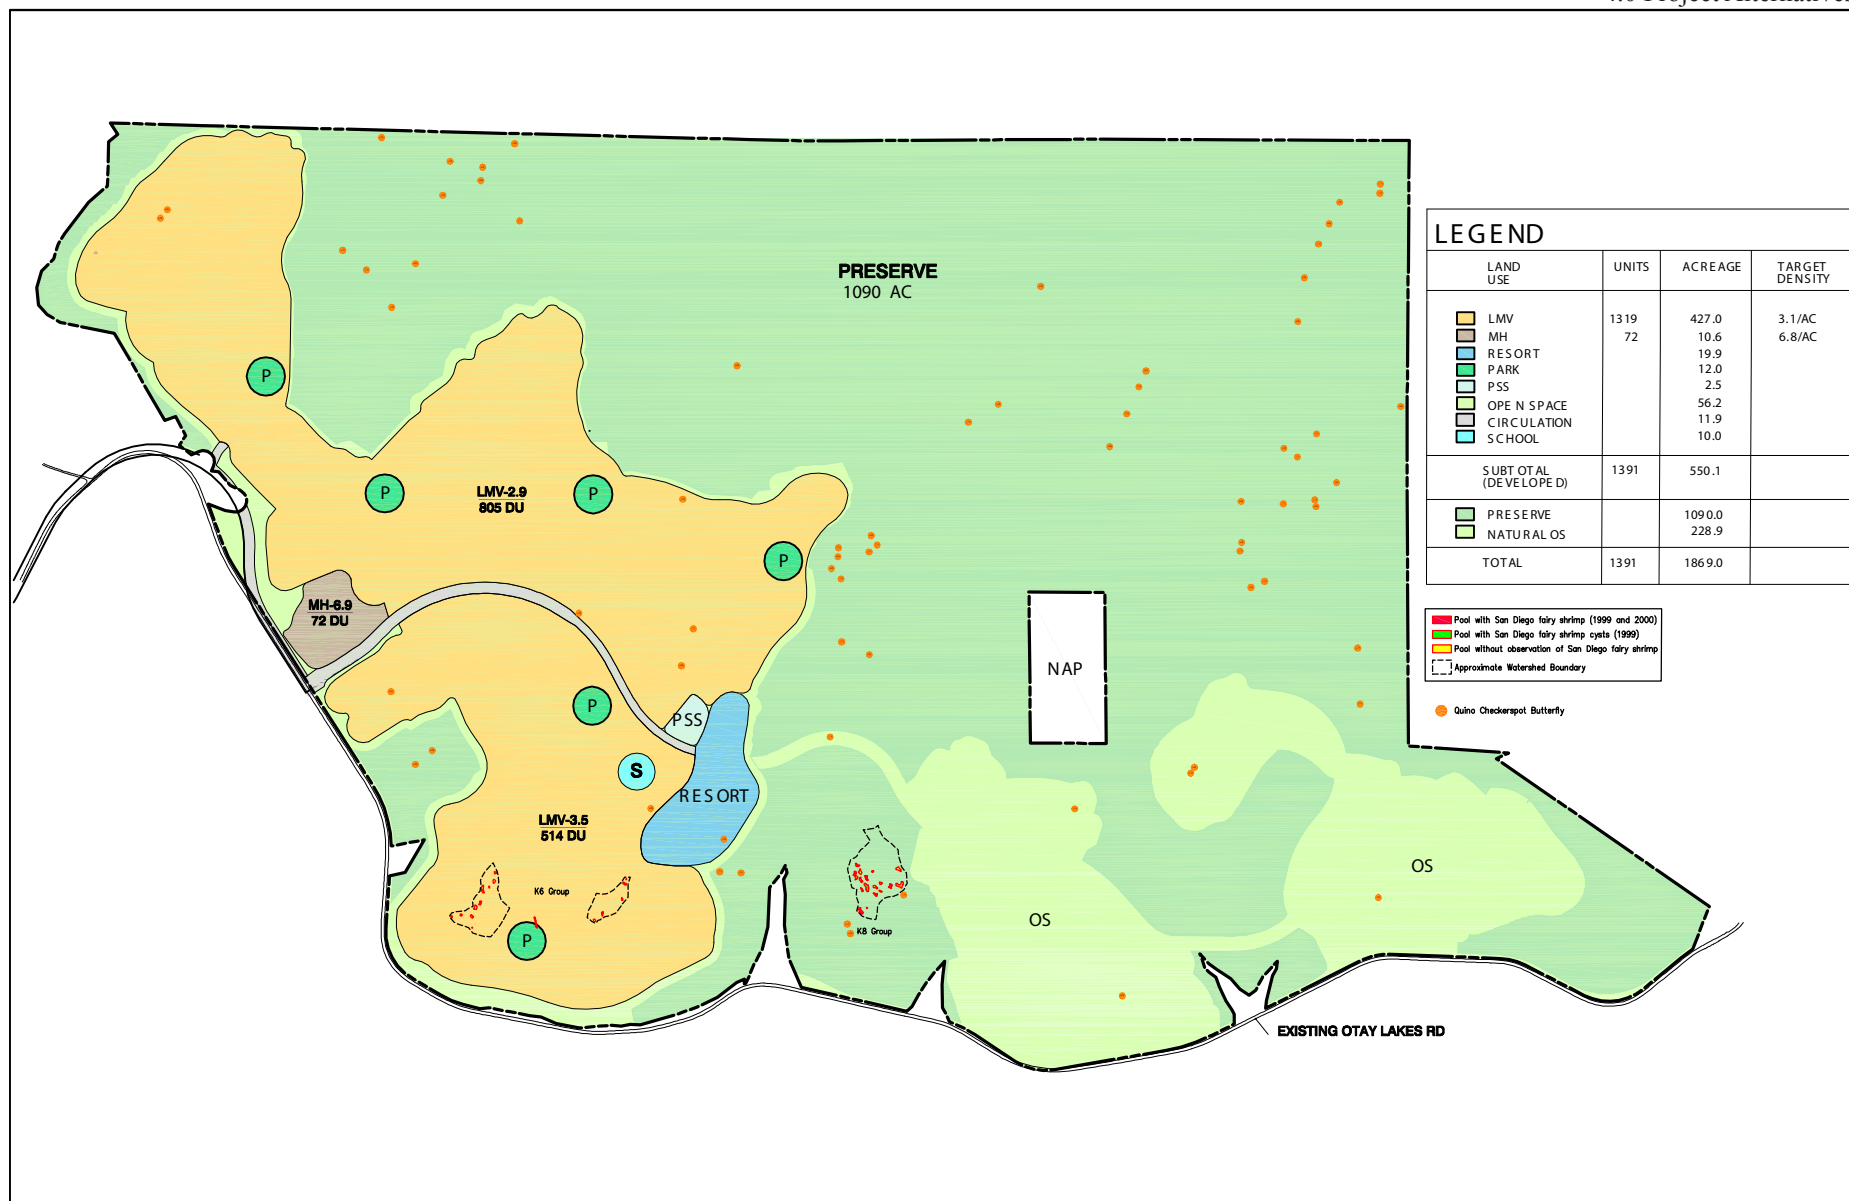 4.0 Project Alternatives
PRESERVE
1090 AC
P
P
LMV-2.9
805 DU
P
P
MH-6.9
72 DU
P
PSS
S
RESORT
LMV-3.5
514 DU
K6 Group
P
K8 Group
NAP
OS
OS
EXISTING OTAY LAKES RD
LEGEND
LAND USE UNITS ACREAGE TARGET DENSITY
LMV 1319 427.0 3.1/AC
MH 72 10.6 6.8/AC
RESORT 19.9
PARK 12.0
PSS 2.5
OPEN SPACE 56.2
CIRCULATION 11.9
SCHOOL 10.0
SUBTOTAL (DEVELOPED) 1391 550.1
PRESERVE 1090.0
NATURAL OS 228.9
TOTAL 1391 1869.0
Pool with San Diego fairy shrimp (1999 and 2000)
Pool with San Diego fairy shrimp cysts (1999)
Pool without observation of San Diego fairy shrimp
Approximate Watershed Boundary
Quino Checkerspot Butterfly